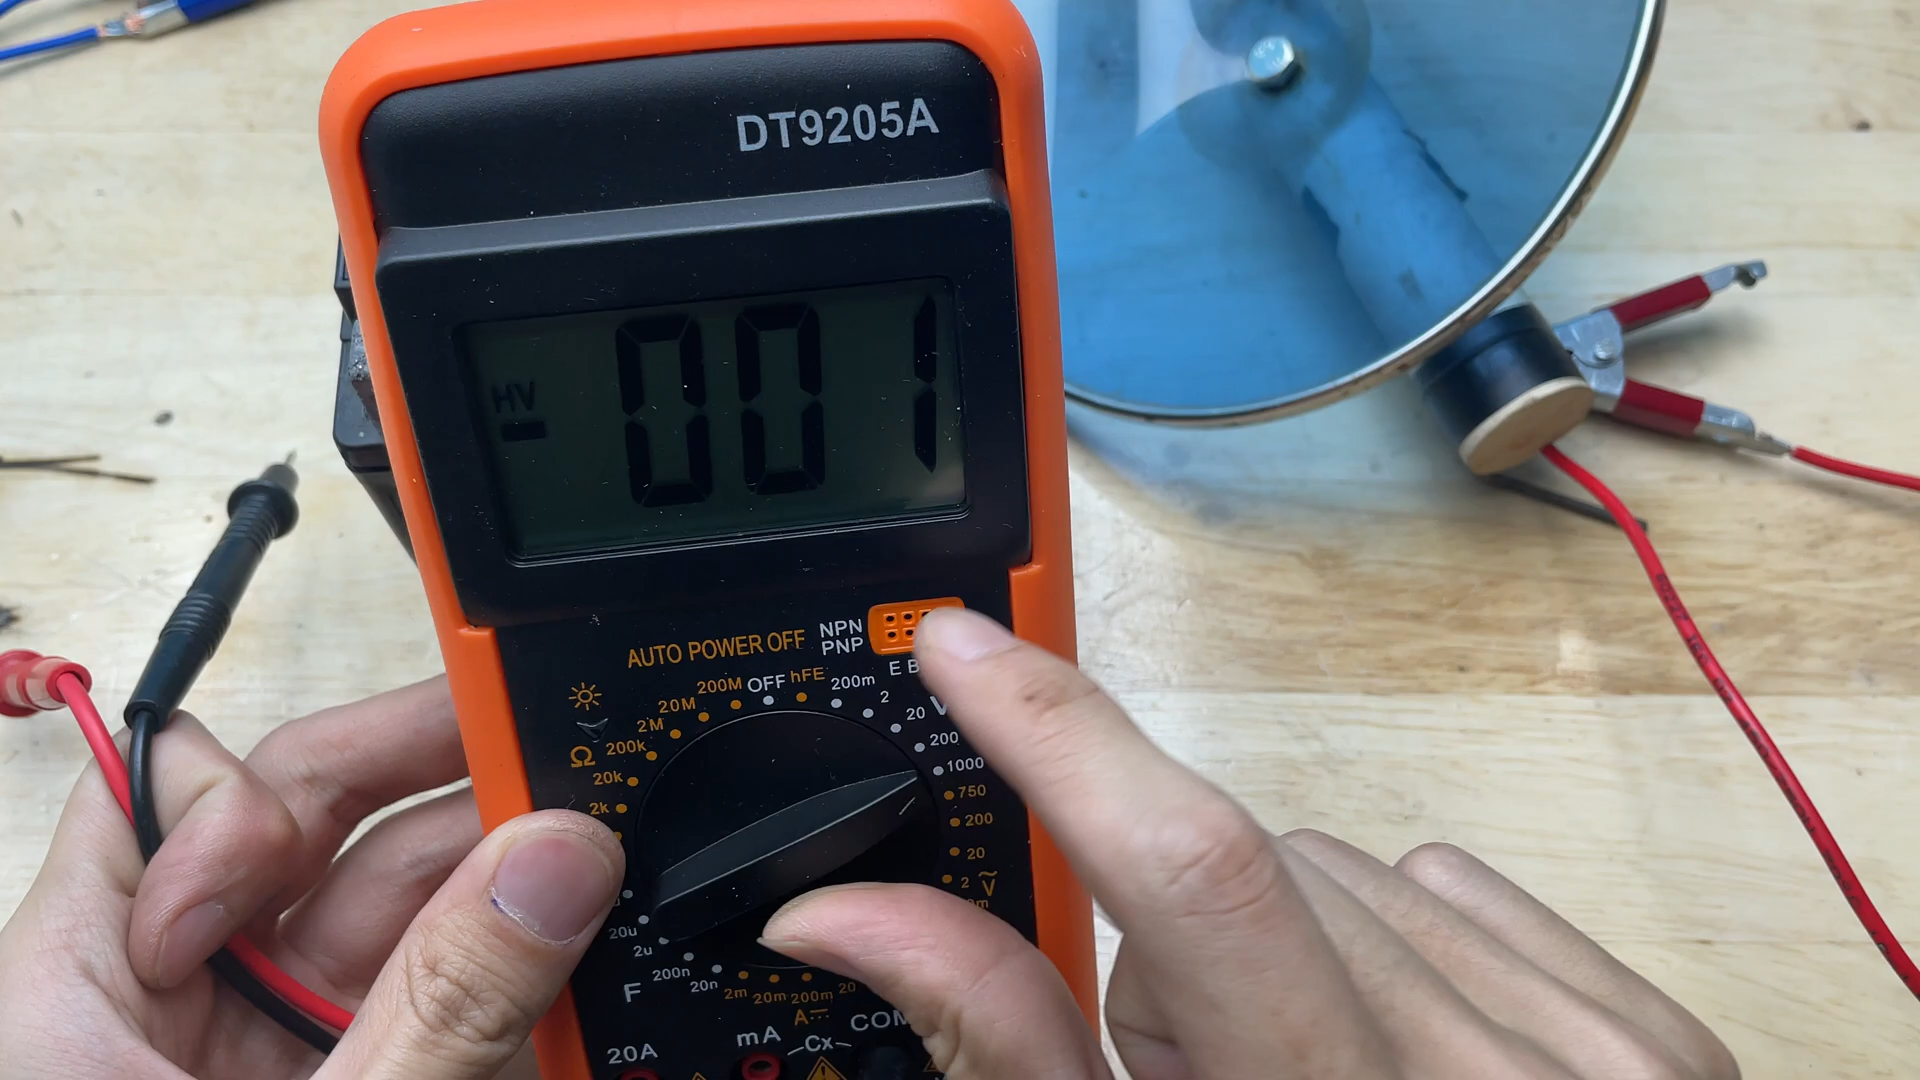 DT9205A
HV
- 001
AUTO POWER OFF
NPN
PNP
E B
200M OFF hFE 200m
20M 2
2M 20 V
Ω 200k 200
20k 1000
2k 750
200
20
2 V
20u
2u
F 200n
20n 2m 20m 200m 20
A
20A mA Cx COM